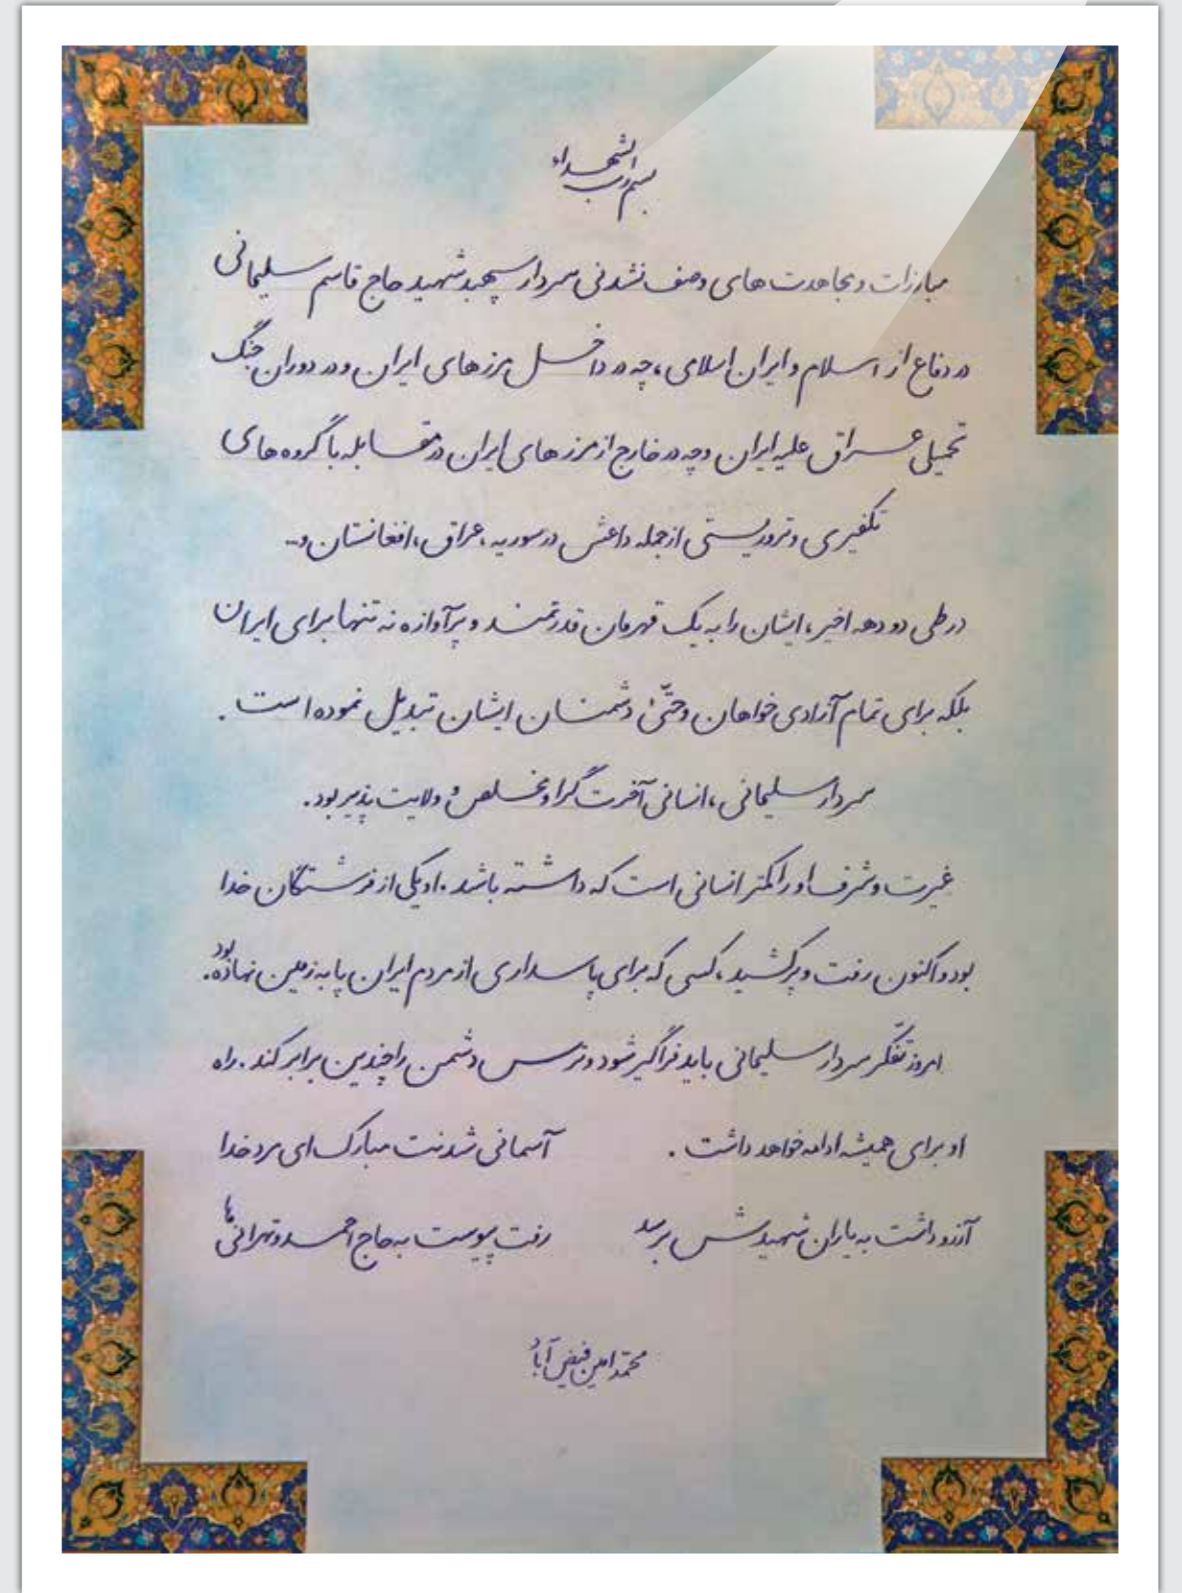 بسم رب الشهداء
مبارزات و مجاهدت های وصف نشدنی سردار سپهبد شهید حاج قاسم سلیمانی
در دفاع از اسلام و ایران اسلامی، چه در داخل مرزهای ایران و در دوران جنگ
تحمیلی عراق علیه ایران و چه در خارج از مرزهای ایران در مقابله با گروه های
تکفیری و تروریستی از جمله داعش در سوریه، عراق، افغانستان و...
در طی دو دهه اخیر، ایشان را به یک قهرمان قدرتمند و پرآوازه نه تنها برای ایران
بلکه برای تمام آزادی خواهان و حتّیٰ دشمنان ایشان تبدیل نموده است.
سردار سلیمانی، انسانی آخرت گرا و مخلص و ولایت پذیر بود.
غیرت و شرف او را کمتر انسانی است که داشته باشد. او یکی از فرشتگان خدا
بود و اکنون رفت و پر کشید، کسی که برای پاسداری از مردم ایران پا به زمین نهاده بود.
امروز تفکّر سردار سلیمانی باید فراگیر شود و ترس دشمن را چندین برابر کند. راه
او برای همیشه ادامه خواهد داشت. آسمانی شدنت مبارک ای مرد خدا
آرزو داشت به یاران شهیدش برسد رفت پیوست به حاج احمد و تهرانی ها
محمّد امین فیض آباد